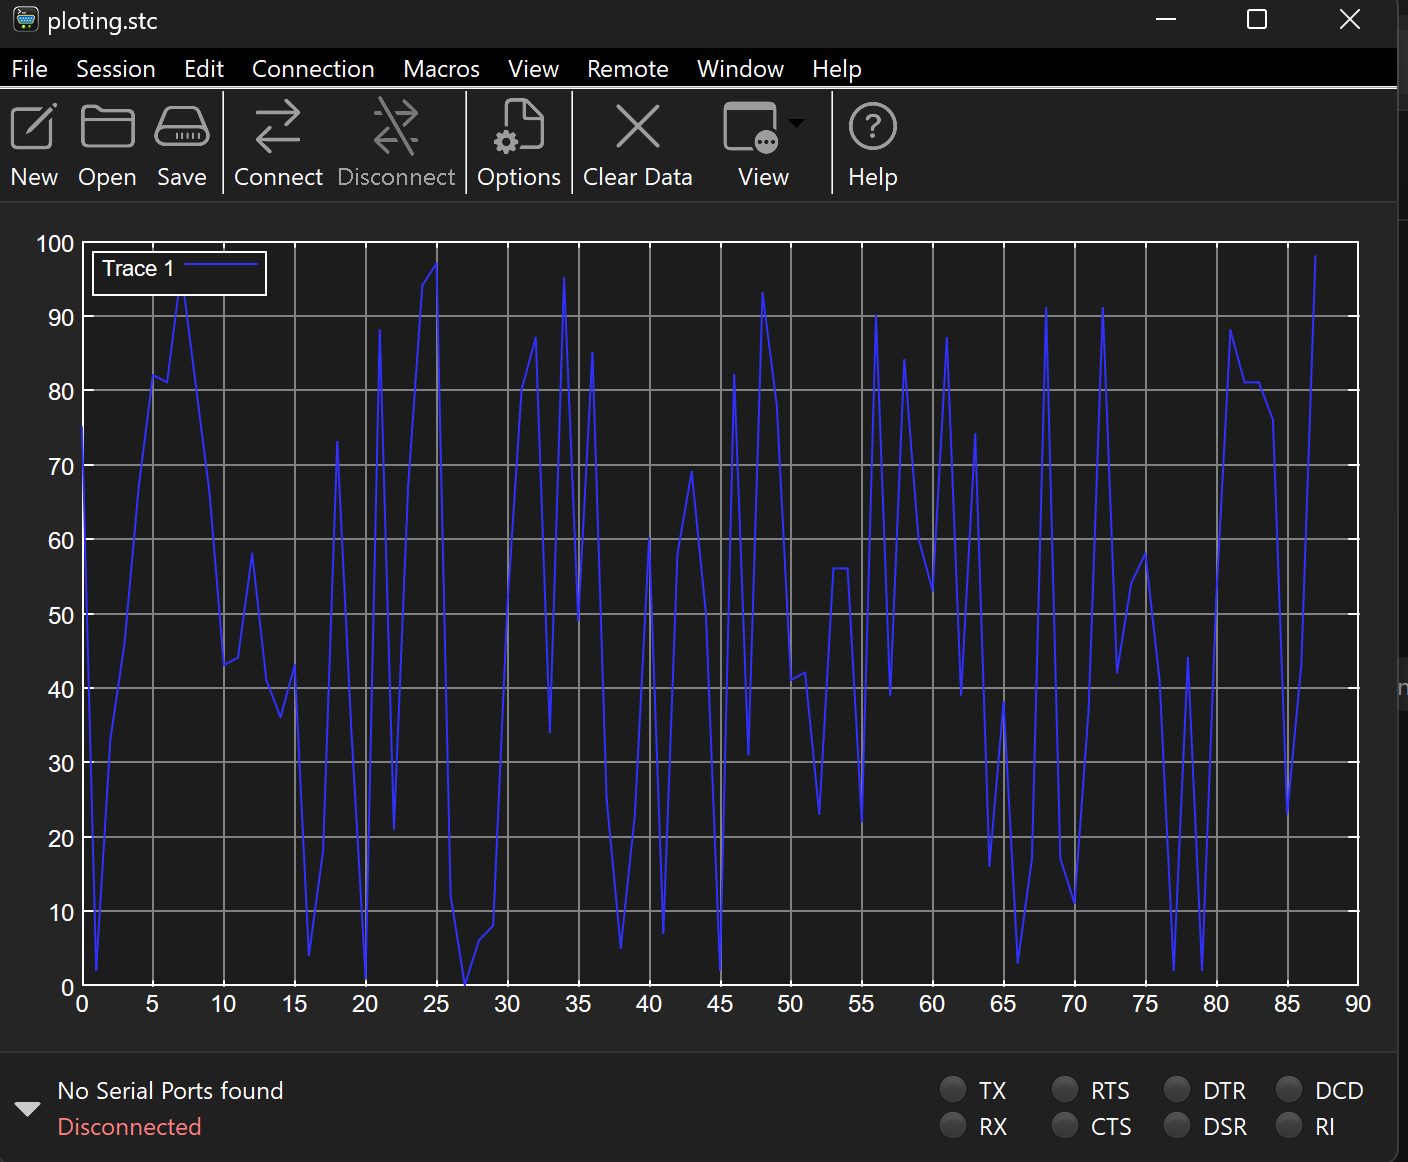 ploting.stc
File Session Edit Connection Macros View Remote Window Help
New Open Save Connect Disconnect Options Clear Data View Help
Trace 1
100
90
80
70
60
50
40
30
20
10
0
0 5 10 15 20 25 30 35 40 45 50 55 60 65 70 75 80 85 90
No Serial Ports found
Disconnected
TX RTS DTR DCD
RX CTS DSR RI